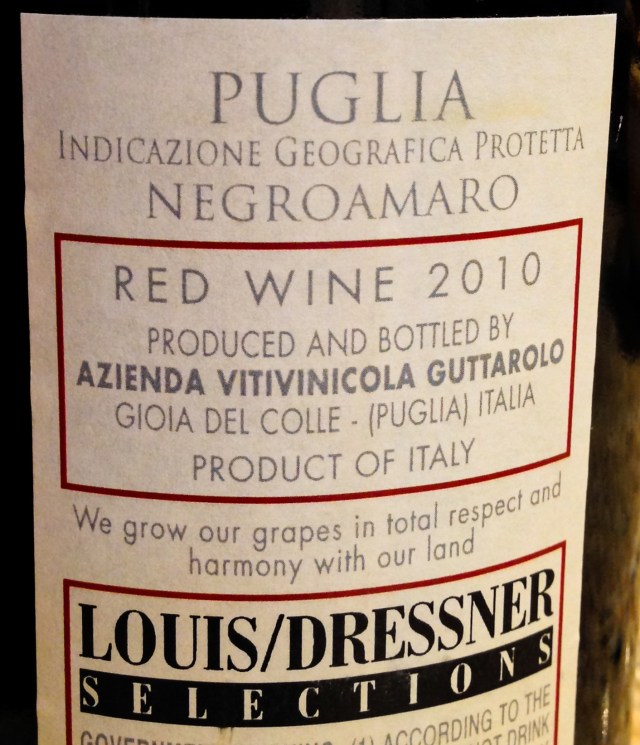 PUGLIA
INDICAZIONE GEOGRAFICA PROTETTA
NEGROAMARO
RED WINE 2010
PRODUCED AND BOTTLED BY
AZIENDA VITIVINICOLA GUTTAROLO
GIOIA DEL COLLE - (PUGLIA) ITALIA
PRODUCT OF ITALY
We grow our grapes in total respect and
harmony with our land
LOUIS/DRESSNER
SELECTIONS
(1) ACCORDING TO THE
DRINK